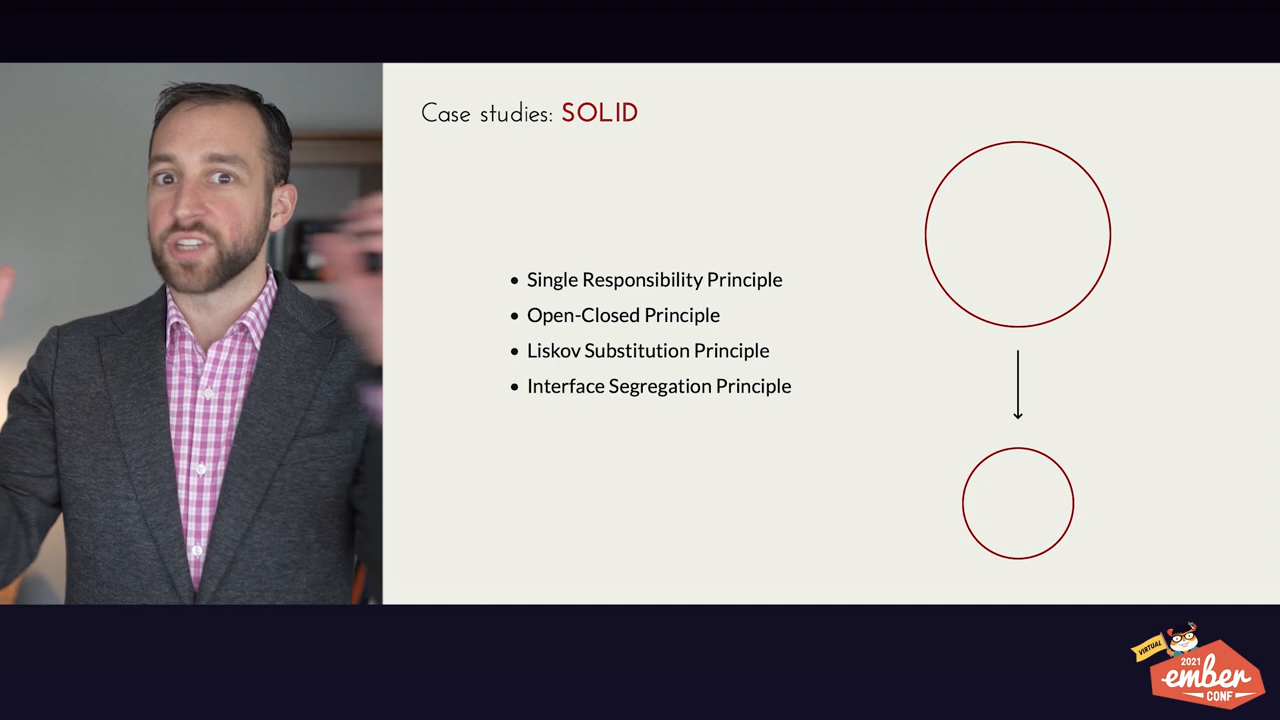 Case studies: SOLID
• Single Responsibility Principle
• Open-Closed Principle
• Liskov Substitution Principle
• Interface Segregation Principle
VIRTUAL
2021
ember
CONF